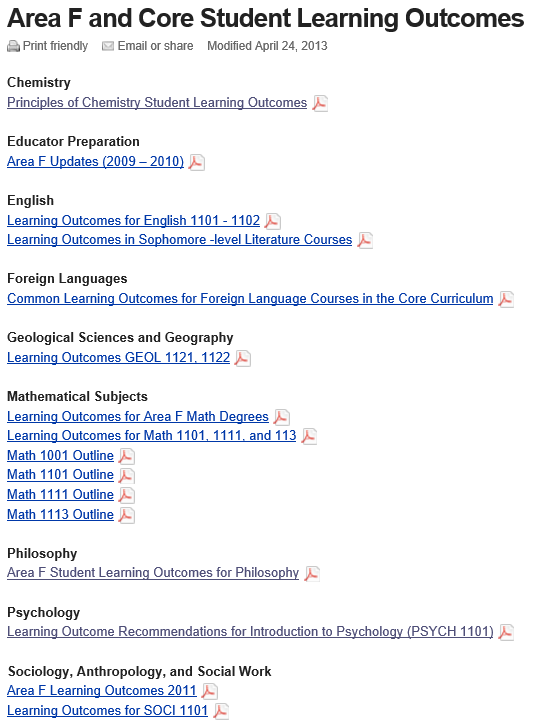 Area F and Core Student Learning Outcomes
Print friendly Email or share Modified April 24, 2013
Chemistry
Principles of Chemistry Student Learning Outcomes
Educator Preparation
Area F Updates (2009 – 2010)
English
Learning Outcomes for English 1101 - 1102
Learning Outcomes in Sophomore -level Literature Courses
Foreign Languages
Common Learning Outcomes for Foreign Language Courses in the Core Curriculum
Geological Sciences and Geography
Learning Outcomes GEOL 1121, 1122
Mathematical Subjects
Learning Outcomes for Area F Math Degrees
Learning Outcomes for Math 1101, 1111, and 113
Math 1001 Outline
Math 1101 Outline
Math 1111 Outline
Math 1113 Outline
Philosophy
Area F Student Learning Outcomes for Philosophy
Psychology
Learning Outcome Recommendations for Introduction to Psychology (PSYCH 1101)
Sociology, Anthropology, and Social Work
Area F Learning Outcomes 2011
Learning Outcomes for SOCI 1101